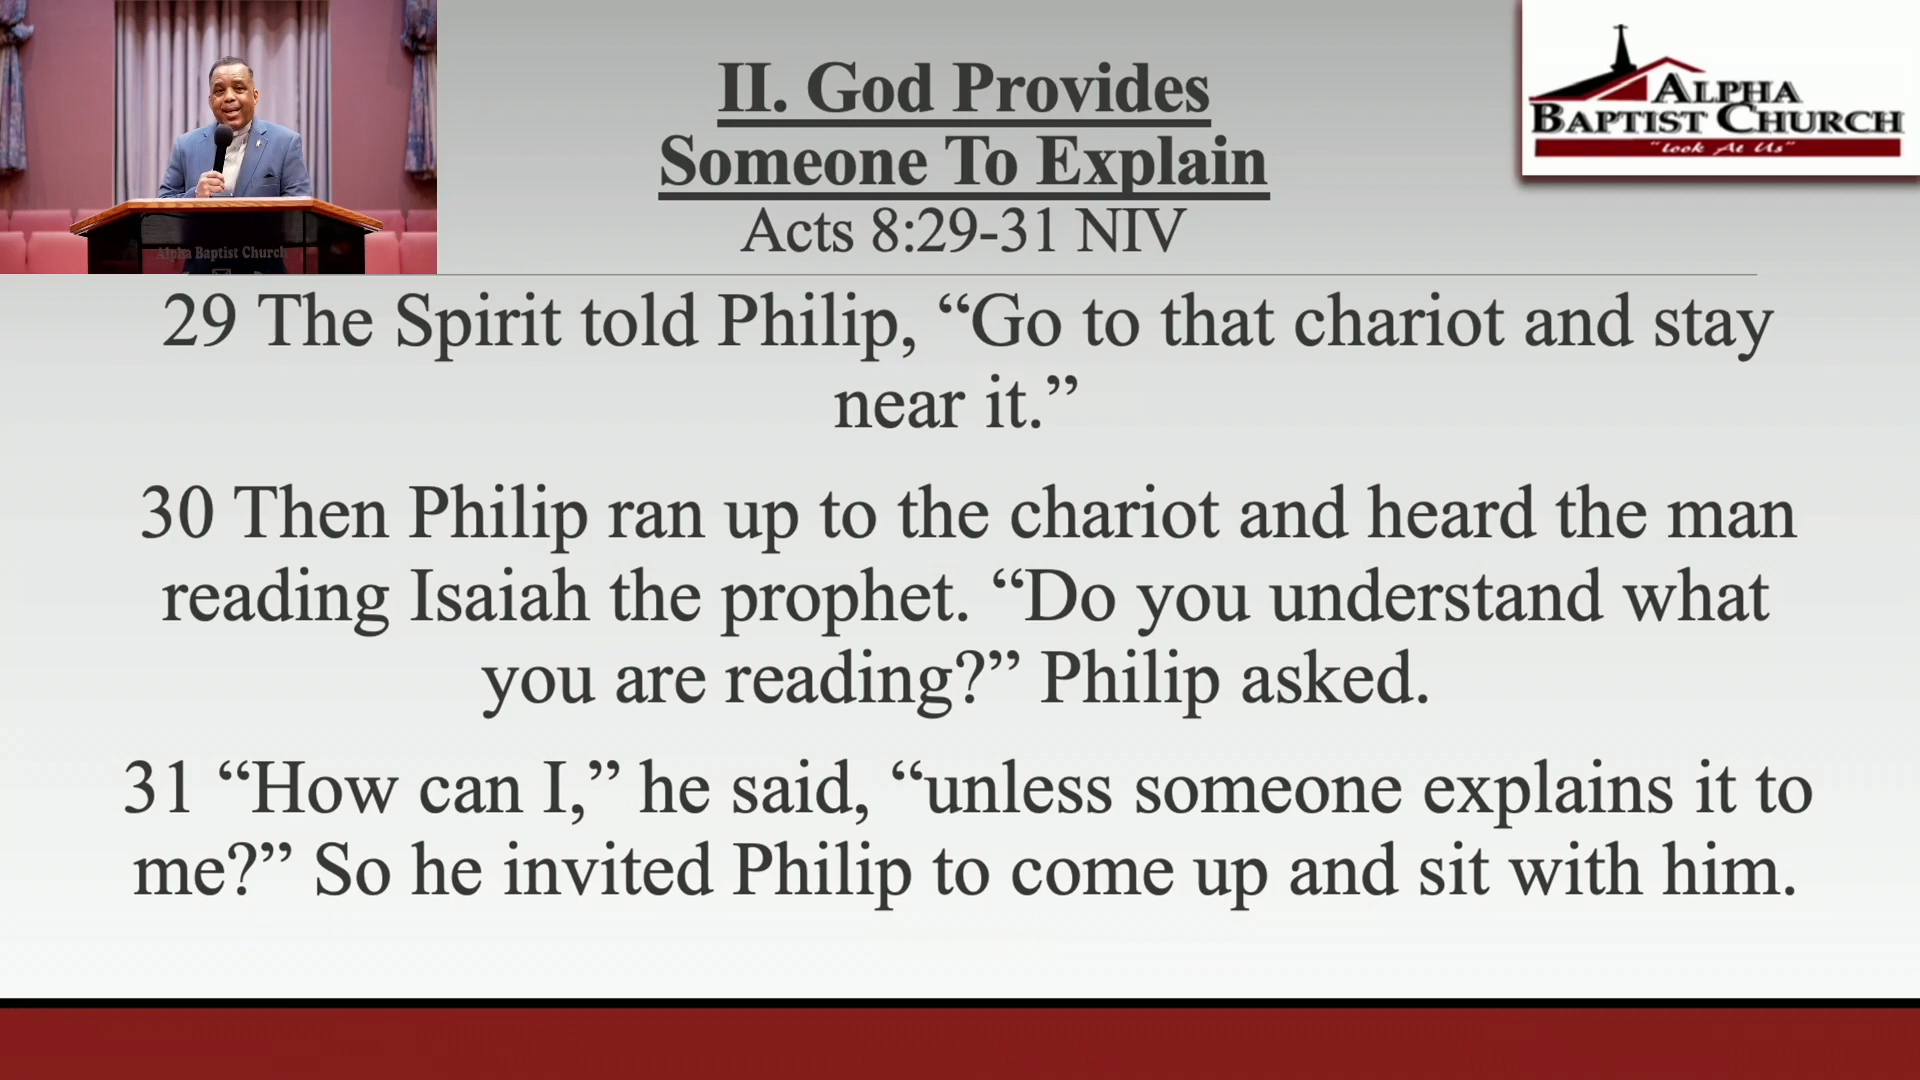 II. God Provides
Someone To Explain
Acts 8:29-31 NIV
ALPHA
BAPTIST CHURCH
"Look At Us"
Alpha Baptist Church
29 The Spirit told Philip, “Go to that chariot and stay
near it.”
30 Then Philip ran up to the chariot and heard the man
reading Isaiah the prophet. “Do you understand what
you are reading?” Philip asked.
31 “How can I,” he said, “unless someone explains it to
me?” So he invited Philip to come up and sit with him.